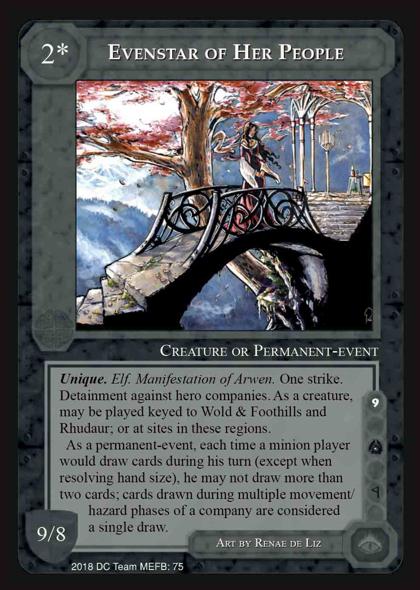 2*
EVENSTAR OF HER PEOPLE
CREATURE OR PERMANENT-EVENT
Unique. Elf. Manifestation of Arwen. One strike.
Detainment against hero companies. As a creature,
may be played keyed to Wold & Foothills and
Rhudaur; or at sites in these regions.
As a permanent-event, each time a minion player
would draw cards during his turn (except when
resolving hand size), he may not draw more than
two cards; cards drawn during multiple movement/
hazard phases of a company are considered
a single draw.
9
9/8
ART BY RENAE DE LIZ
2018 DC Team MEFB: 75